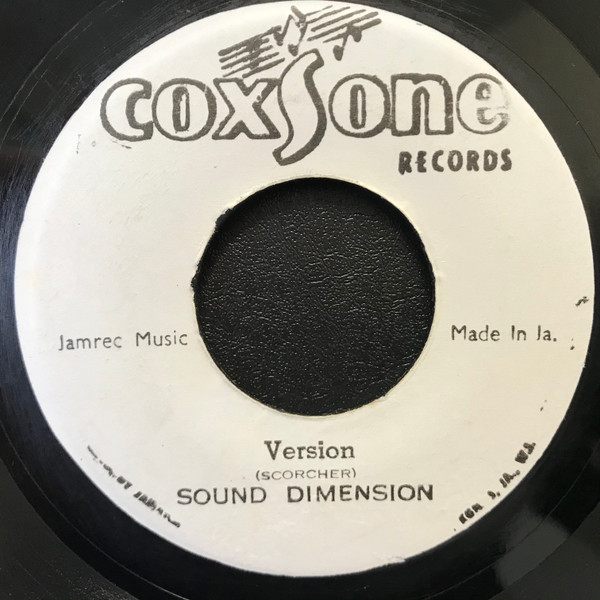 coxsone
RECORDS
Jamrec Music
Made In Ja.
Version
(SCORCHER)
SOUND DIMENSION